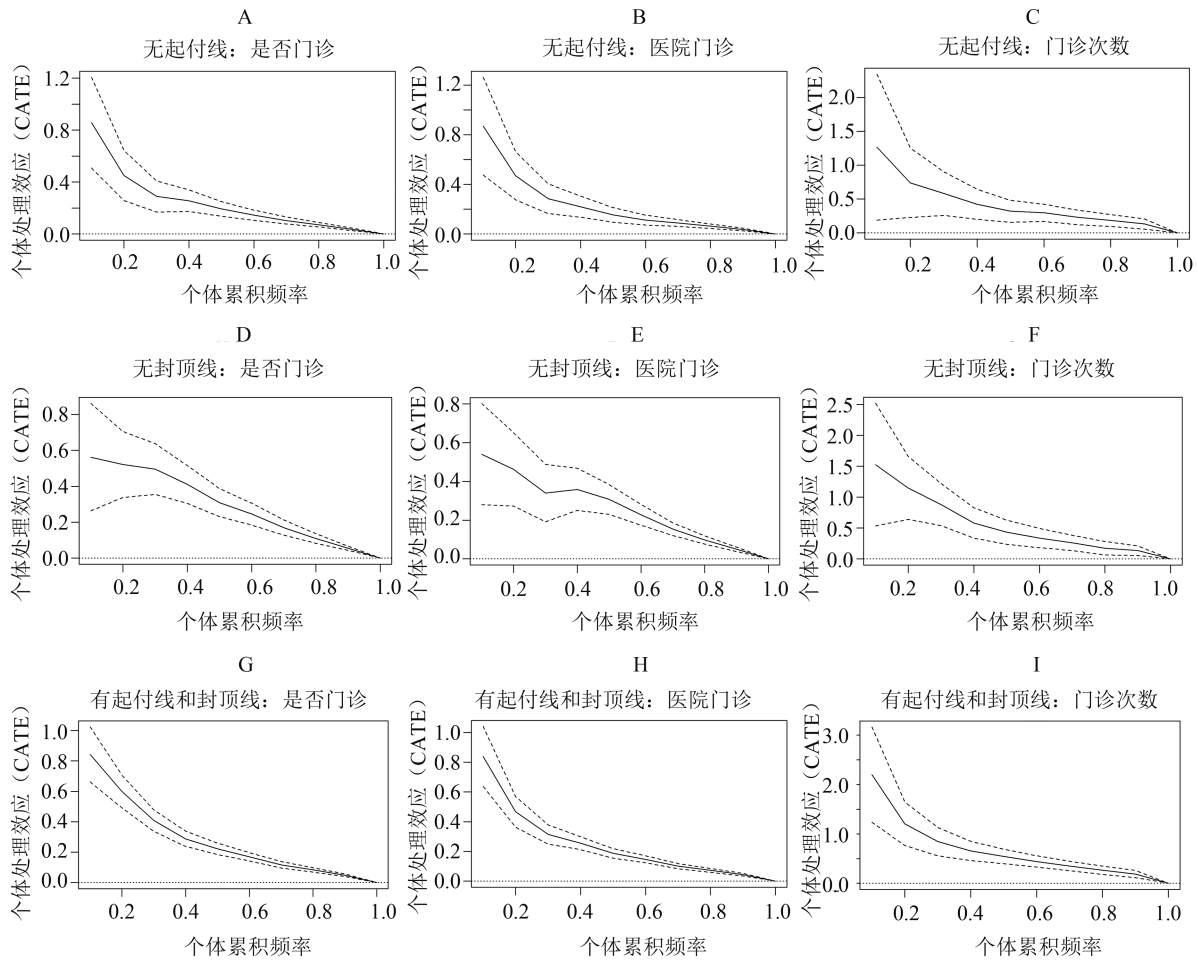 A
无起付线：是否门诊
个体处理效应（CATE）
1.2
0.8
0.4
0.0
0.2
0.4
0.6
0.8
1.0
个体累积频率
B
无起付线：医院门诊
个体处理效应（CATE）
1.2
0.8
0.4
0.0
0.2
0.4
0.6
0.8
1.0
个体累积频率
C
无起付线：门诊次数
个体处理效应（CATE）
2.0
1.5
1.0
0.5
0.0
0.2
0.4
0.6
0.8
1.0
个体累积频率
D
无封顶线：是否门诊
个体处理效应（CATE）
0.8
0.6
0.4
0.2
0.0
0.2
0.4
0.6
0.8
1.0
个体累积频率
E
无封顶线：医院门诊
个体处理效应（CATE）
0.8
0.6
0.4
0.2
0.0
0.2
0.4
0.6
0.8
1.0
个体累积频率
F
无封顶线：门诊次数
个体处理效应（CATE）
2.5
2.0
1.5
1.0
0.5
0.0
0.2
0.4
0.6
0.8
1.0
个体累积频率
G
有起付线和封顶线：是否门诊
个体处理效应（CATE）
1.0
0.8
0.6
0.4
0.2
0.0
0.2
0.4
0.6
0.8
1.0
个体累积频率
H
有起付线和封顶线：医院门诊
个体处理效应（CATE）
1.0
0.8
0.6
0.4
0.2
0.0
0.2
0.4
0.6
0.8
1.0
个体累积频率
I
有起付线和封顶线：门诊次数
个体处理效应（CATE）
3.0
2.0
1.0
0.0
0.2
0.4
0.6
0.8
1.0
个体累积频率